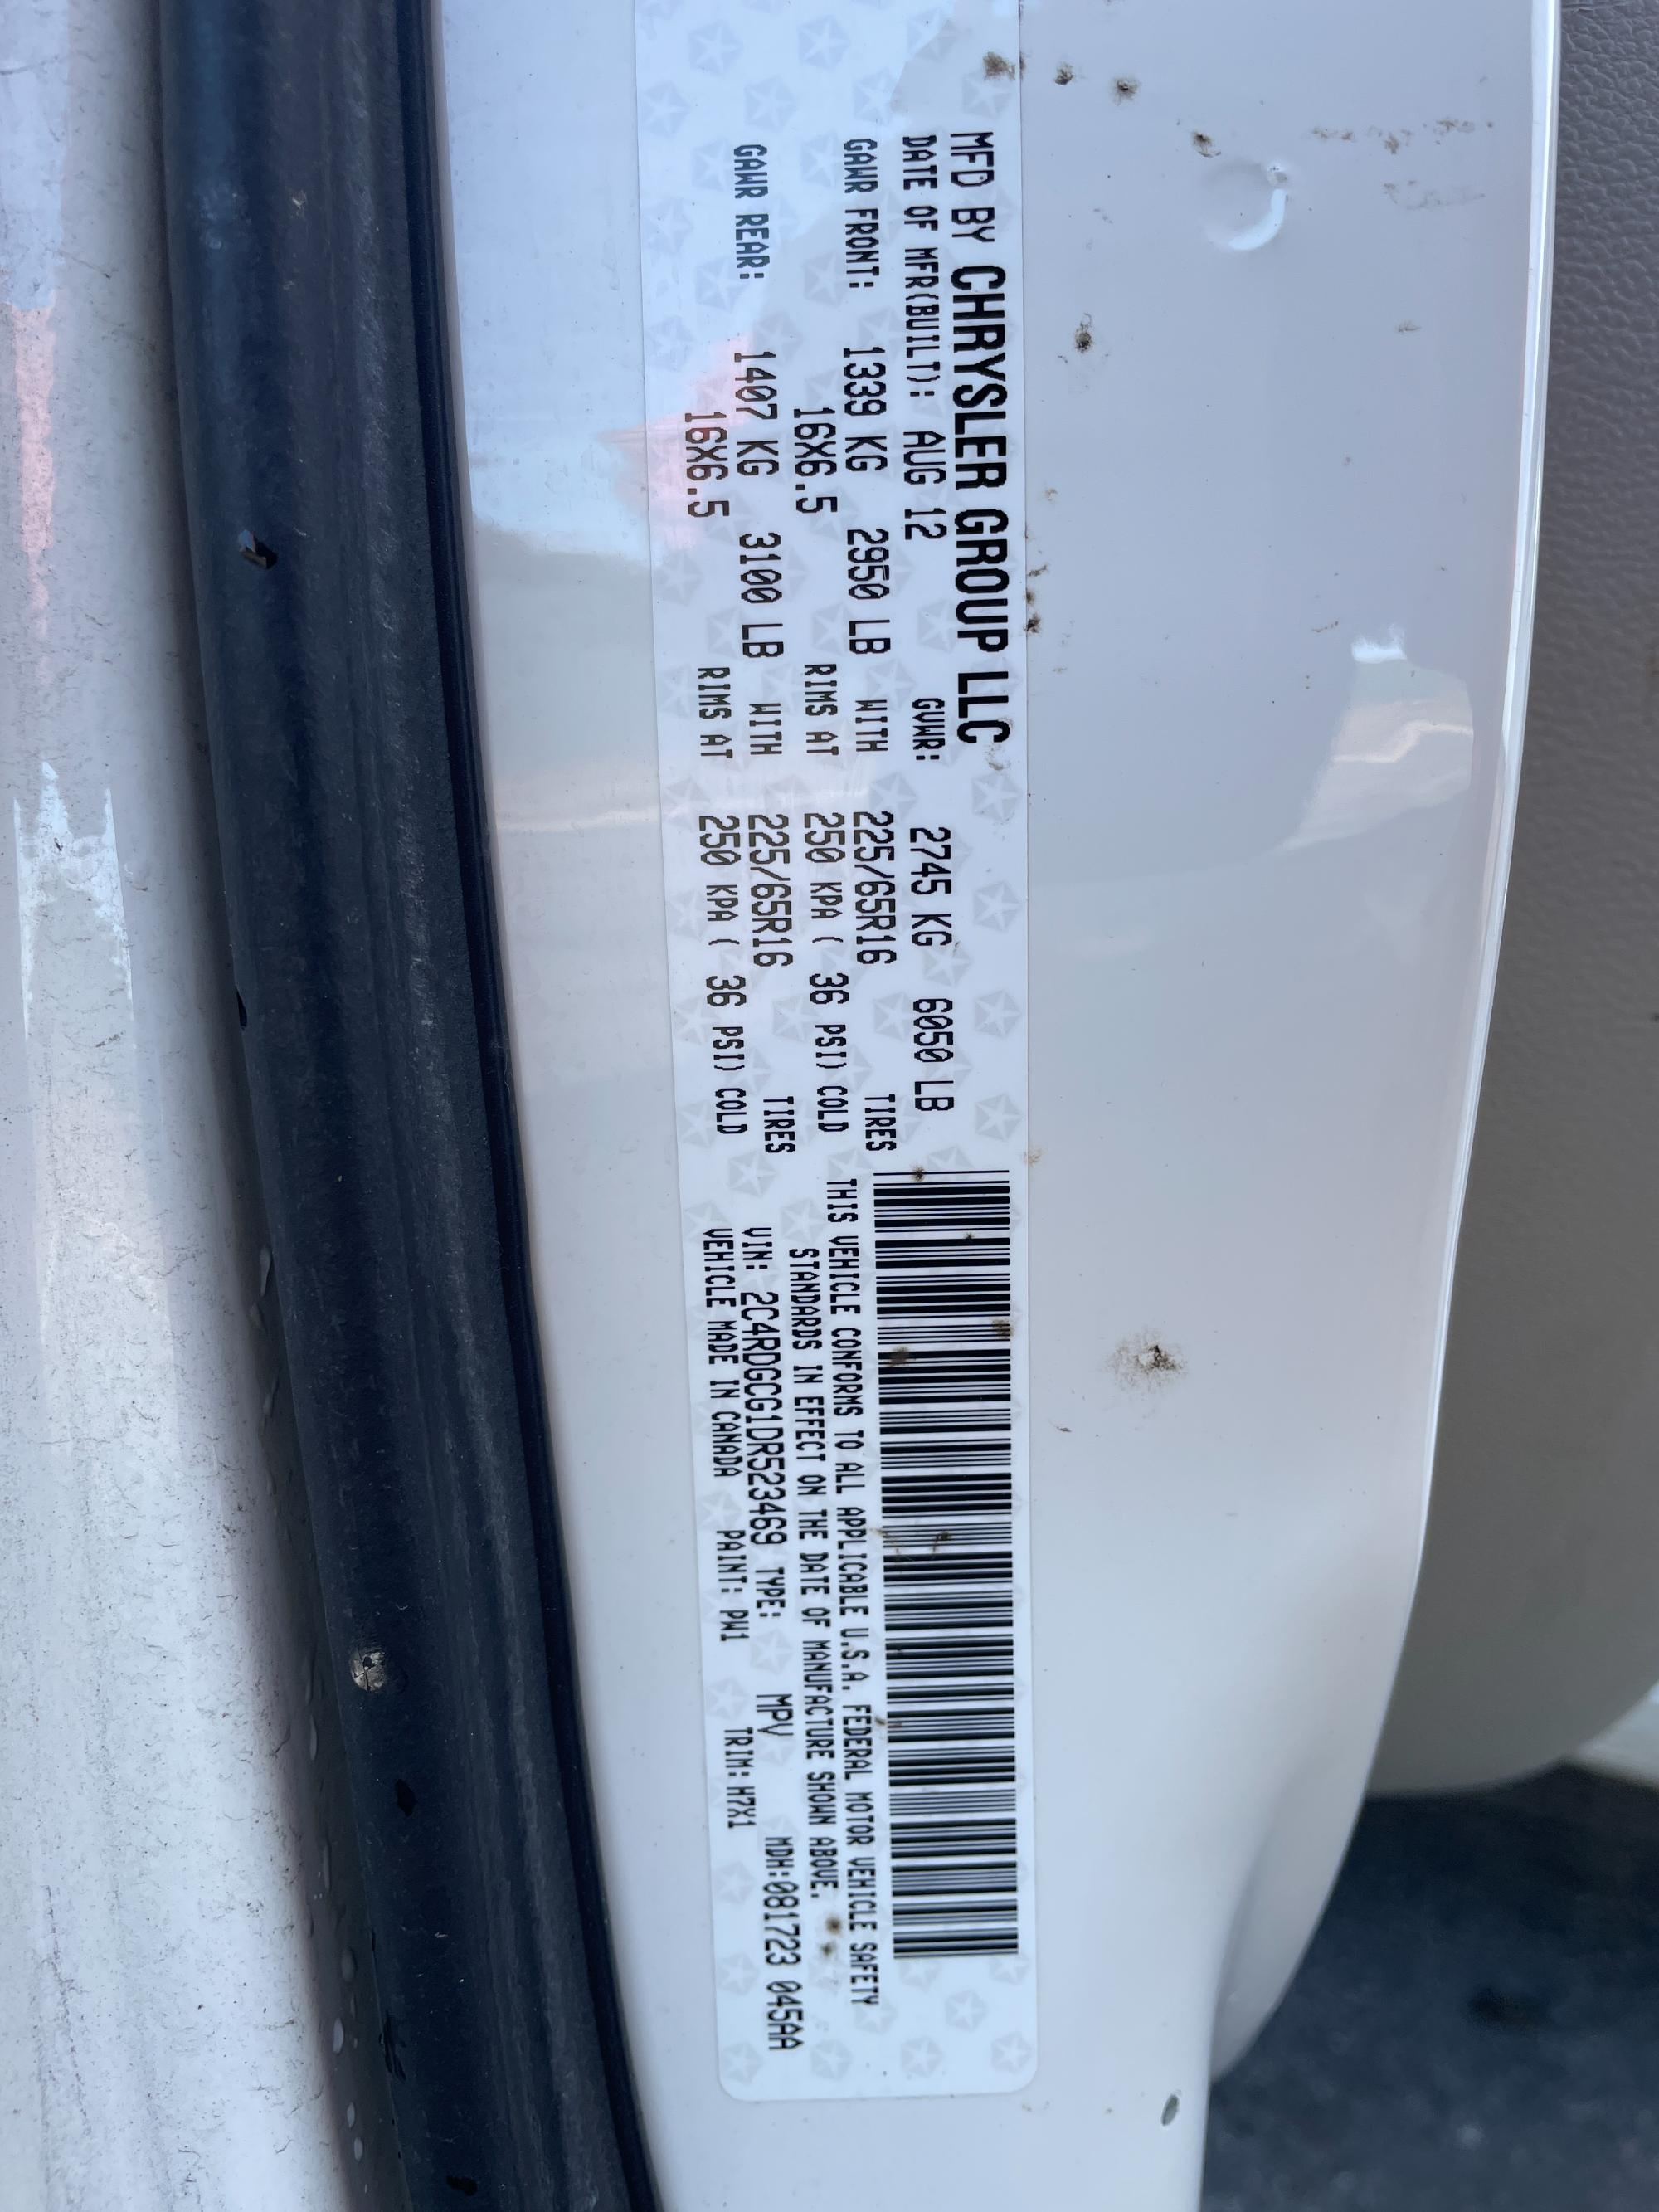 MFD BY CHRYSLER GROUP LLC
DATE OF MFR(BUILT): AUG 12 GVWR: 2745 KG 6050 LB
GAWR FRONT: 1339 KG 2950 LB WITH 225/65R16 TIRES
16X6.5 RIMS AT 250 KPA ( 36 PSI) COLD
GAWR REAR: 1407 KG 3100 LB WITH 225/65R16 TIRES
16X6.5 RIMS AT 250 KPA ( 36 PSI) COLD
THIS VEHICLE CONFORMS TO ALL APPLICABLE U.S.A. FEDERAL MOTOR VEHICLE SAFETY
STANDARDS IN EFFECT ON THE DATE OF MANUFACTURE SHOWN ABOVE.
VIN: 2C4RDGCG1DR523469 TYPE: MPV MDH:081723 045AA
VEHICLE MADE IN CANADA PAINT: PW1 TRIM: H7X1